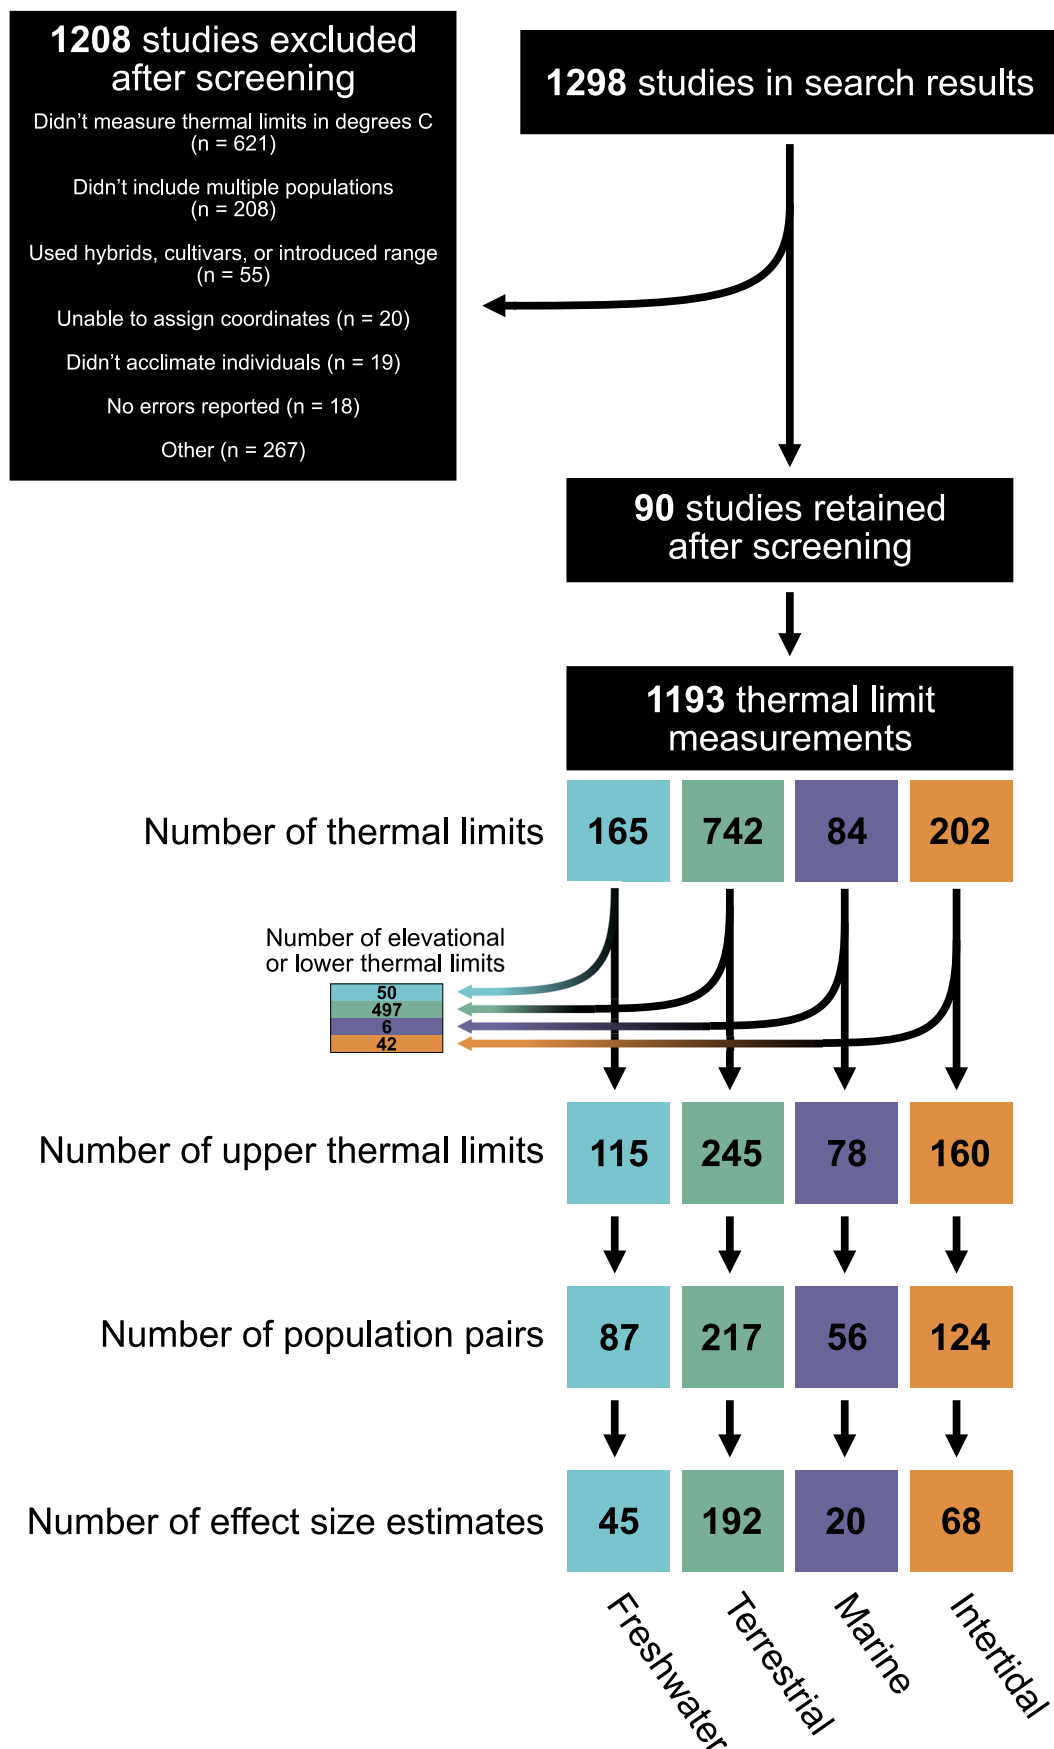 1208 studies excluded
after screening
Didn't measure thermal limits in degrees C
(n = 621)
Didn't include multiple populations
(n = 208)
Used hybrids, cultivars, or introduced range
(n = 55)
Unable to assign coordinates (n = 20)
Didn't acclimate individuals (n = 19)
No errors reported (n = 18)
Other (n = 267)
1298 studies in search results
90 studies retained
after screening
1193 thermal limit
measurements
Number of thermal limits
165
742
84
202
Number of elevational
or lower thermal limits
50
497
6
42
Number of upper thermal limits
115
245
78
160
Number of population pairs
87
217
56
124
Number of effect size estimates
45
192
20
68
Freshwater
Terrestrial
Marine
Intertidal